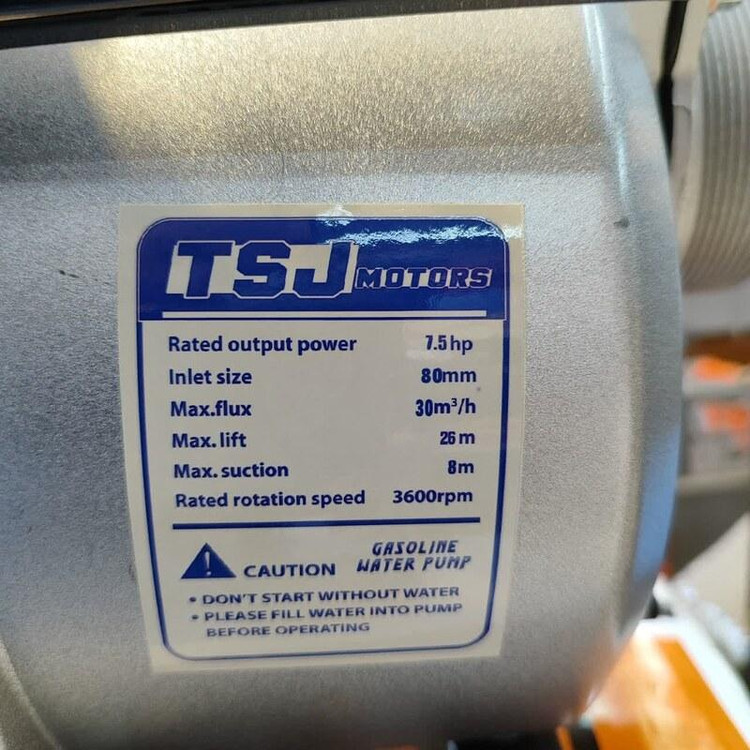 TSJ MOTORS
Rated output power 7.5hp
Inlet size 80mm
Max.flux 30m³/h
Max.lift 26m
Max. suction 8m
Rated rotation speed 3600rpm
CAUTION GASOLINE WATER PUMP
• DON'T START WITHOUT WATER
• PLEASE FILL WATER INTO PUMP
BEFORE OPERATING